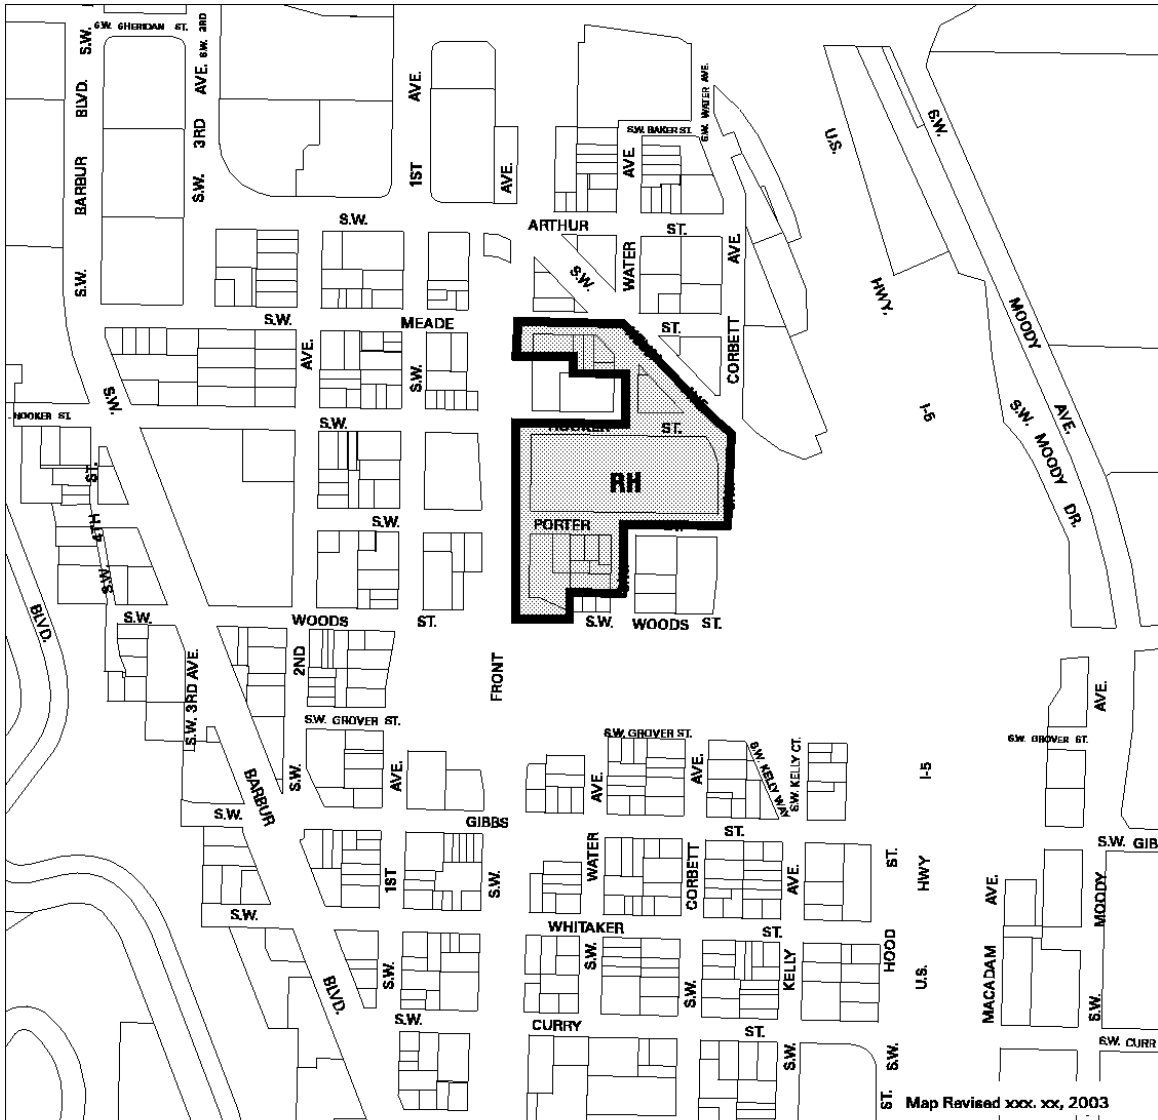 S.W. SHERIDAN ST.
S.W. 3RD
S.W.
BLVD.
AVE.
AVE.
BARBUR
3RD
S.W.
1ST
AVE.
S.W.
S.W. WATER AVE.
S.W. BAKER ST.
AVE.
U.S.
S.W.
S.W.
ARTHUR
ST.
WATER
AVE.
S.W.
HWY.
S.W.
MEADE
ST.
CORBETT
MOODY
AVE.
S.W.
S.W.
HOOKER ST.
S.W.
HOOKER
ST.
I-5
AVE.
S.W. MOODY DR.
ST.
RH
4TH
S.W.
PORTER
S.W.
BLVD.
S.W.
WOODS
ST.
S.W.
WOODS
ST.
2ND
FRONT
S.W. 3RD AVE.
AVE.
S.W. GROVER ST.
S.W. GROVER ST.
S.W. GROVER ST.
S.W.
AVE.
AVE.
AVE.
S.W. KELLY WAY
S.W. KELLY CT.
I-5
BARBUR
S.W.
GIBBS
ST.
S.W. GIB
1ST
S.W.
WATER
CORBETT
AVE.
ST.
HWY
AVE.
MOODY
S.W.
WHITAKER
ST.
S.W.
S.W.
S.W.
KELLY
HOOD
U.S.
MACADAM
S.W.
BLVD.
S.W.
CURRY
ST.
S.W.
S.W.
S.W. CURR
ST.
Map Revised xxx. xx, 2003